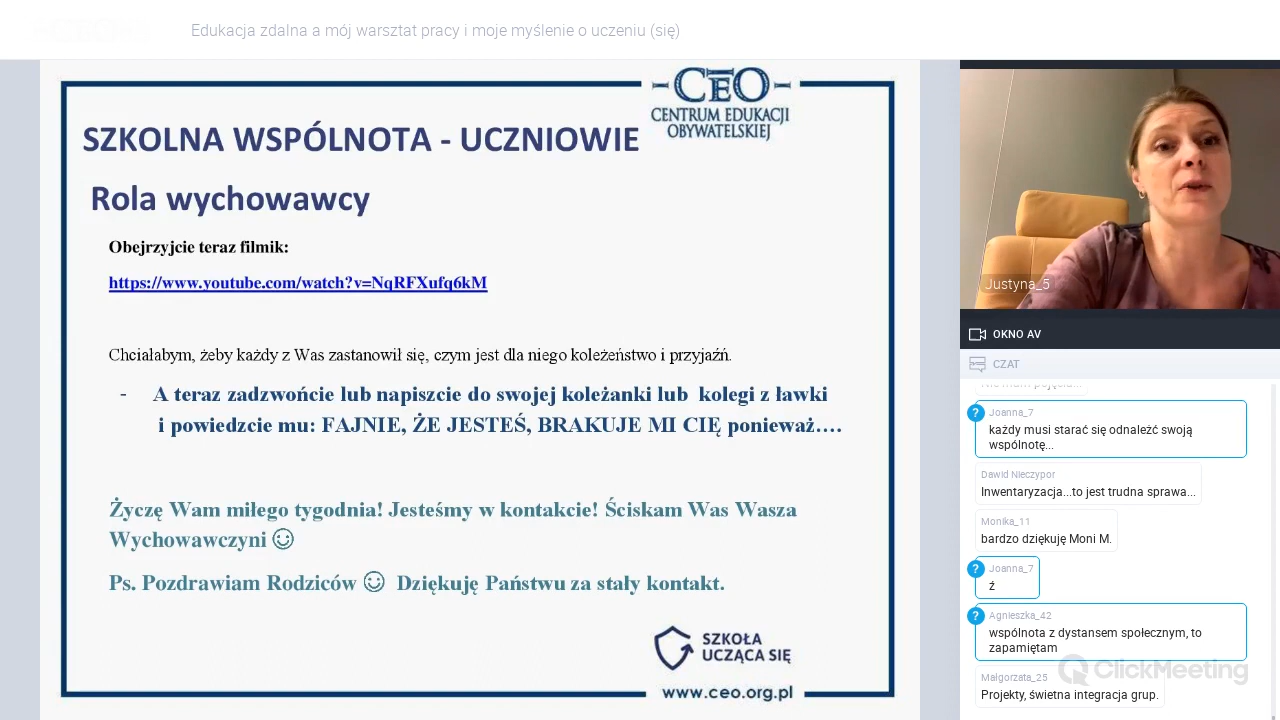 Edukacja zdalna a mój warsztat pracy i moje myślenie o uczeniu (się)
CEO
CENTRUM EDUKACJI
OBYWATELSKIEJ
SZKOLNA WSPÓLNOTA - UCZNIOWIE
Rola wychowawcy
Obejrzyjcie teraz filmik:
https://www.youtube.com/watch?v=NqRFXufq6kM
Chciałabym, żeby każdy z Was zastanowił się, czym jest dla niego koleżeństwo i przyjaźń.
- A teraz zadzwońcie lub napiszcie do swojej koleżanki lub kolegi z ławki
i powiedzcie mu: FAJNIE, ŻE JESTEŚ, BRAKUJE MI CIĘ ponieważ….
Życzę Wam miłego tygodnia! Jesteśmy w kontakcie! Ściskam Was Wasza
Wychowawczyni ☺
Ps. Pozdrawiam Rodziców ☺ Dziękuję Państwu za stały kontakt.
SZKOŁA
UCZĄCA SIĘ
www.ceo.org.pl
Justyna_5
OKNO AV
CZAT
?
Joanna_7
każdy musi starać się odnaleźć swoją
wspólnotę...
Dawid Nieczypor
Inwentaryzacja...to jest trudna sprawa...
Monika_11
bardzo dziękuję Moni M.
?
Joanna_7
ź
?
Agnieszka_42
wspólnota z dystansem społecznym, to
zapamiętam
Małgorzata_25
Projekty, świetna integracja grup.
ClickMeeting